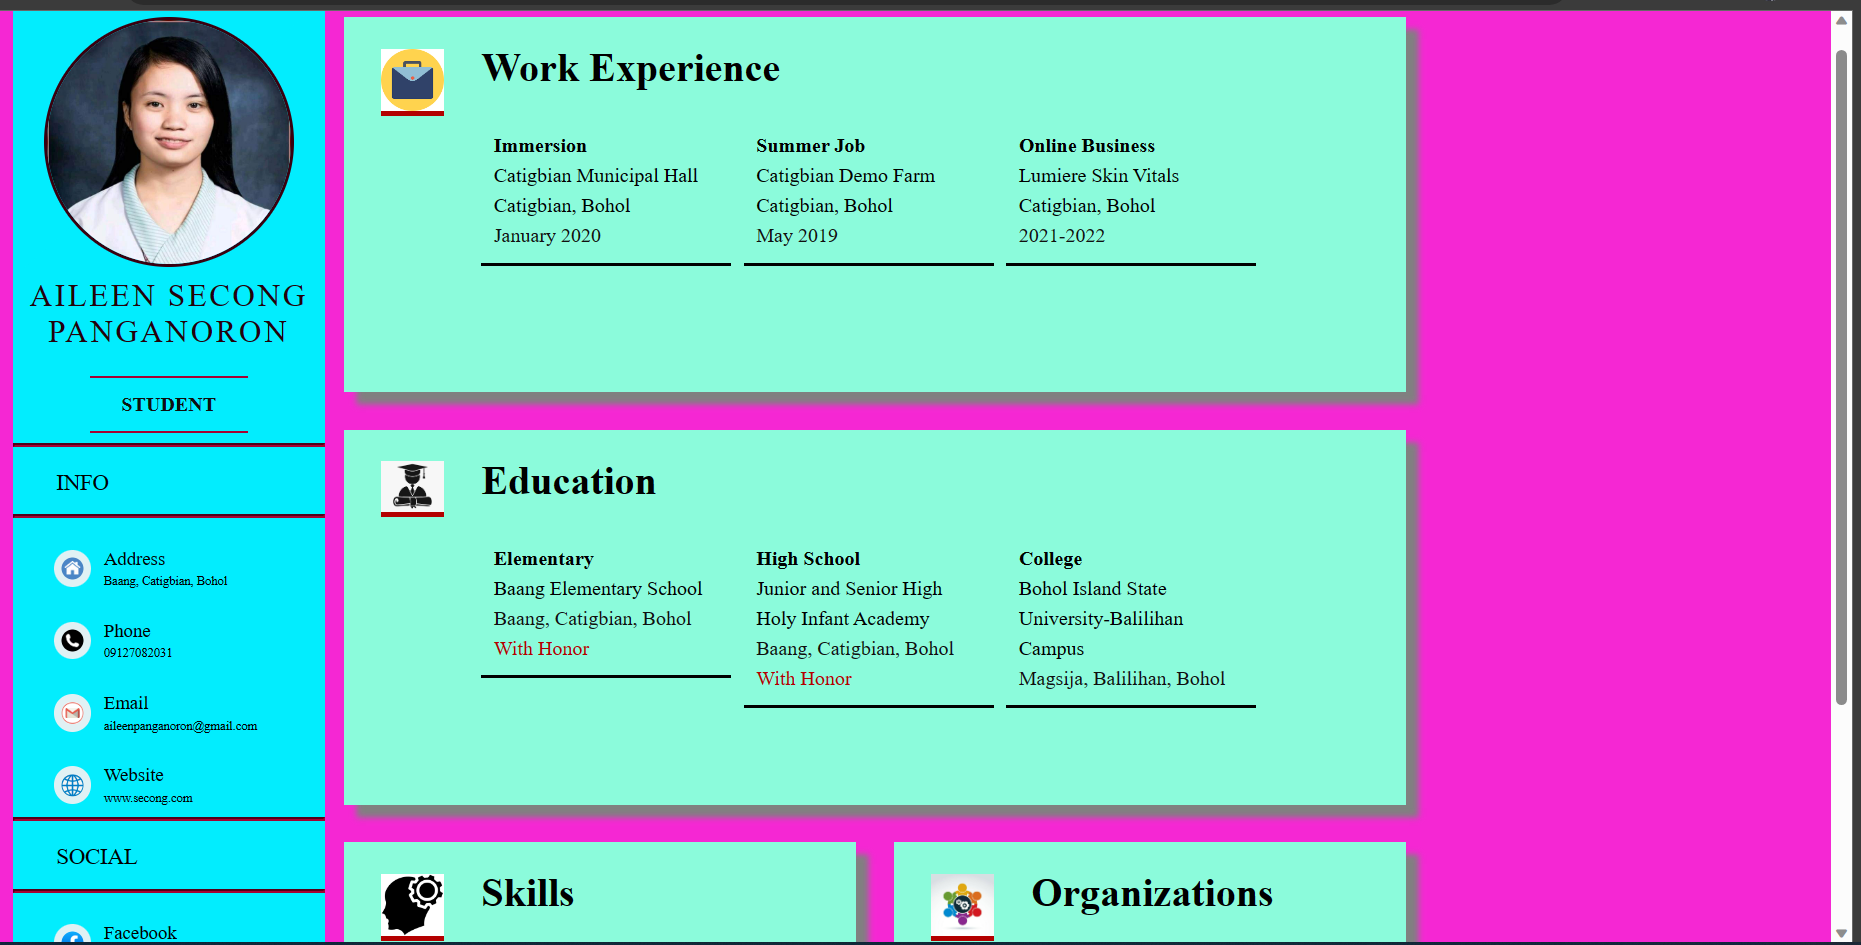 AILEEN SECONG
PANGANORON
STUDENT
INFO
Address
Baang, Catigbian, Bohol
Phone
09127082031
Email
aileenpanganoron@gmail.com
Website
www.secong.com
SOCIAL
Facebook
Work Experience
Immersion
Catigbian Municipal Hall
Catigbian, Bohol
January 2020
Summer Job
Catigbian Demo Farm
Catigbian, Bohol
May 2019
Online Business
Lumiere Skin Vitals
Catigbian, Bohol
2021-2022
Education
Elementary
Baang Elementary School
Baang, Catigbian, Bohol
With Honor
High School
Junior and Senior High
Holy Infant Academy
Baang, Catigbian, Bohol
With Honor
College
Bohol Island State
University-Balilihan
Campus
Magsija, Balilihan, Bohol
Skills
Organizations